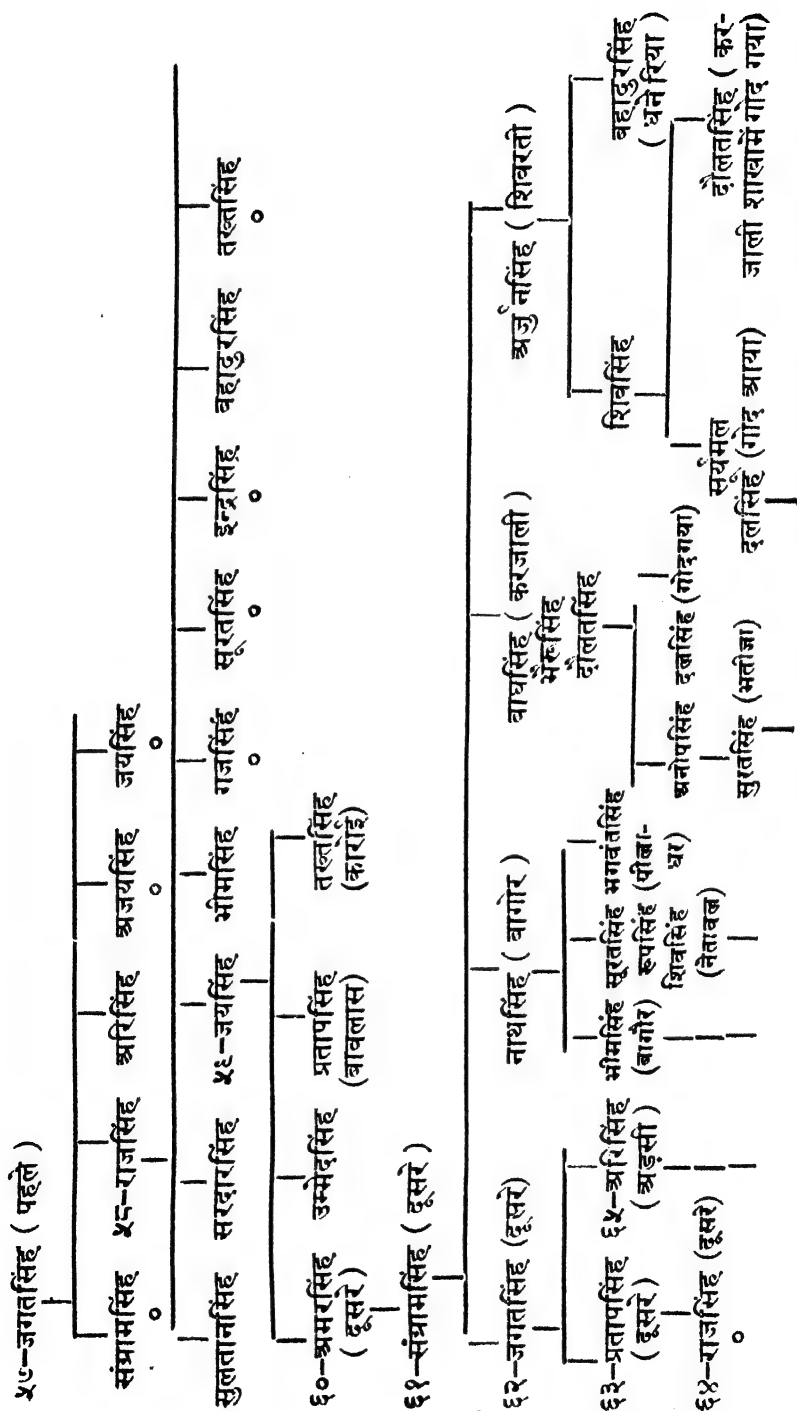 ५७–जगतसिंह ( पहले )
संग्रामसिंह ५८–राजसिंह अरिसिंह अजयसिंह जयसिंह
सुलतानसिंह सरदारसिंह ५९–जयसिंह भीमसिंह गजसिंह सूरतसिंह इन्द्रसिंह बहादुरसिंह तख्तसिंह
६०–अमरसिंह उम्मेदसिंह प्रतापसिंह तख्तसिंह
( दूसरे ) (बावलास) (कारोई)
६१–संग्रामसिंह ( दूसरे )
६२–जगतसिंह (दूसरे) नाथसिंह ( बागोर ) बाघसिंह ( करजाली ) अर्जुनसिंह ( शिवरती )
भैरूसिंह
दौलतसिंह
६३–प्रतापसिंह ६५–अरिसिंह भीमसिंह सूरतसिंह भगवंतसिंह शिवसिंह बहादुरसिंह
( दूसरे ) ( अड़सी ) (बागौर) रूपसिंह (पीला- ( धनेरिया )
शिवसिंह धर
(नेतावल)
६४–राजसिंह (दूसरे) अनोपसिंह दलसिंह (गोदगया) सूर्यमल दौलतसिंह ( कर-
सुरतसिंह (भतीजा) दलसिंह (गोद आया) जाली शाखामें गोद गया)